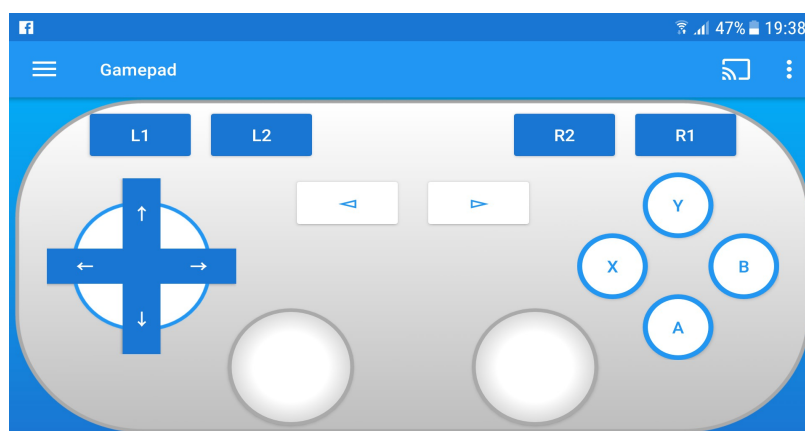 47% 19:38
Gamepad
L1 L2 R2 R1
Y
↑
← →
X B
↓
A